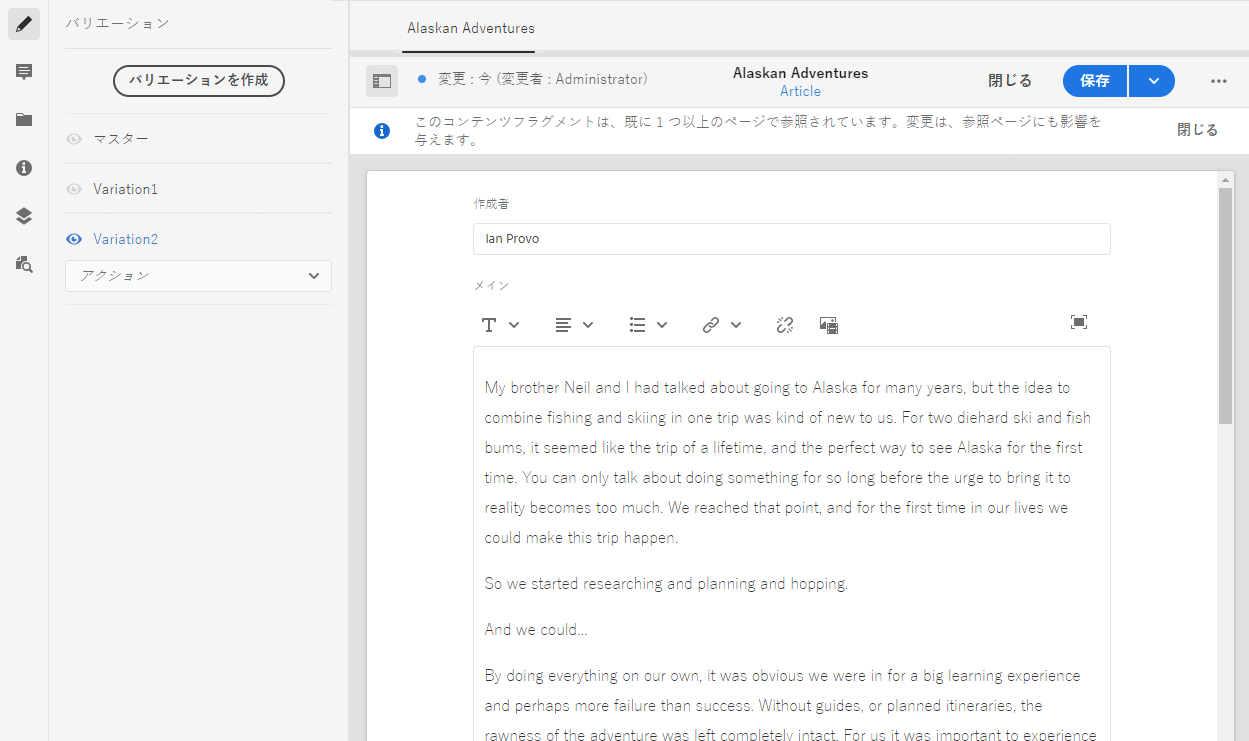 バリエーション
バリエーションを作成
マスター
Variation1
Variation2
アクション
Alaskan Adventures
変更 : 今 (変更者 : Administrator)
Alaskan Adventures
Article
閉じる
保存
このコンテンツフラグメントは、既に 1 つ以上のページで参照されています。変更は、参照ページにも影響を
与えます。
閉じる
作成者
Ian Provo
メイン
My brother Neil and I had talked about going to Alaska for many years, but the idea to
combine fishing and skiing in one trip was kind of new to us. For two diehard ski and fish
bums, it seemed like the trip of a lifetime, and the perfect way to see Alaska for the first
time. You can only talk about doing something for so long before the urge to bring it to
reality becomes too much. We reached that point, and for the first time in our lives we
could make this trip happen.
So we started researching and planning and hopping.
And we could...
By doing everything on our own, it was obvious we were in for a big learning experience
and perhaps more failure than success. Without guides, or planned itineraries, the
rawness of the adventure was left completely intact. For us it was important to experience